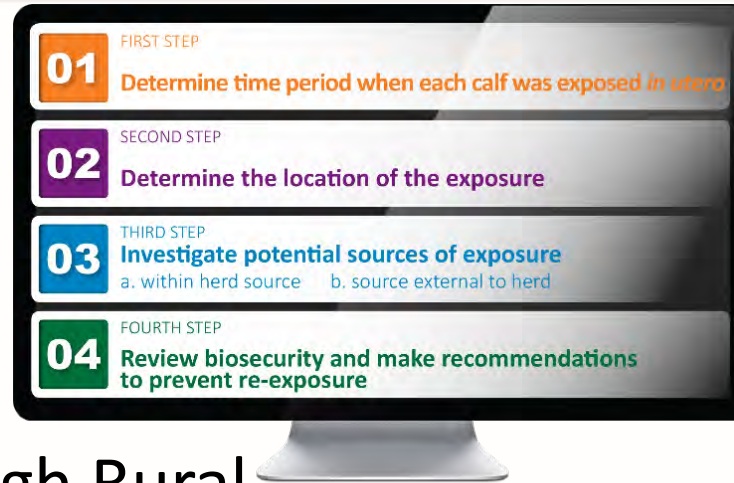 01
FIRST STEP
Determine time period when each calf was exposed in utero
02
SECOND STEP
Determine the location of the exposure
03
THIRD STEP
Investigate potential sources of exposure
a. within herd source b. source external to herd
04
FOURTH STEP
Review biosecurity and make recommendations
to prevent re-exposure
gh Rural